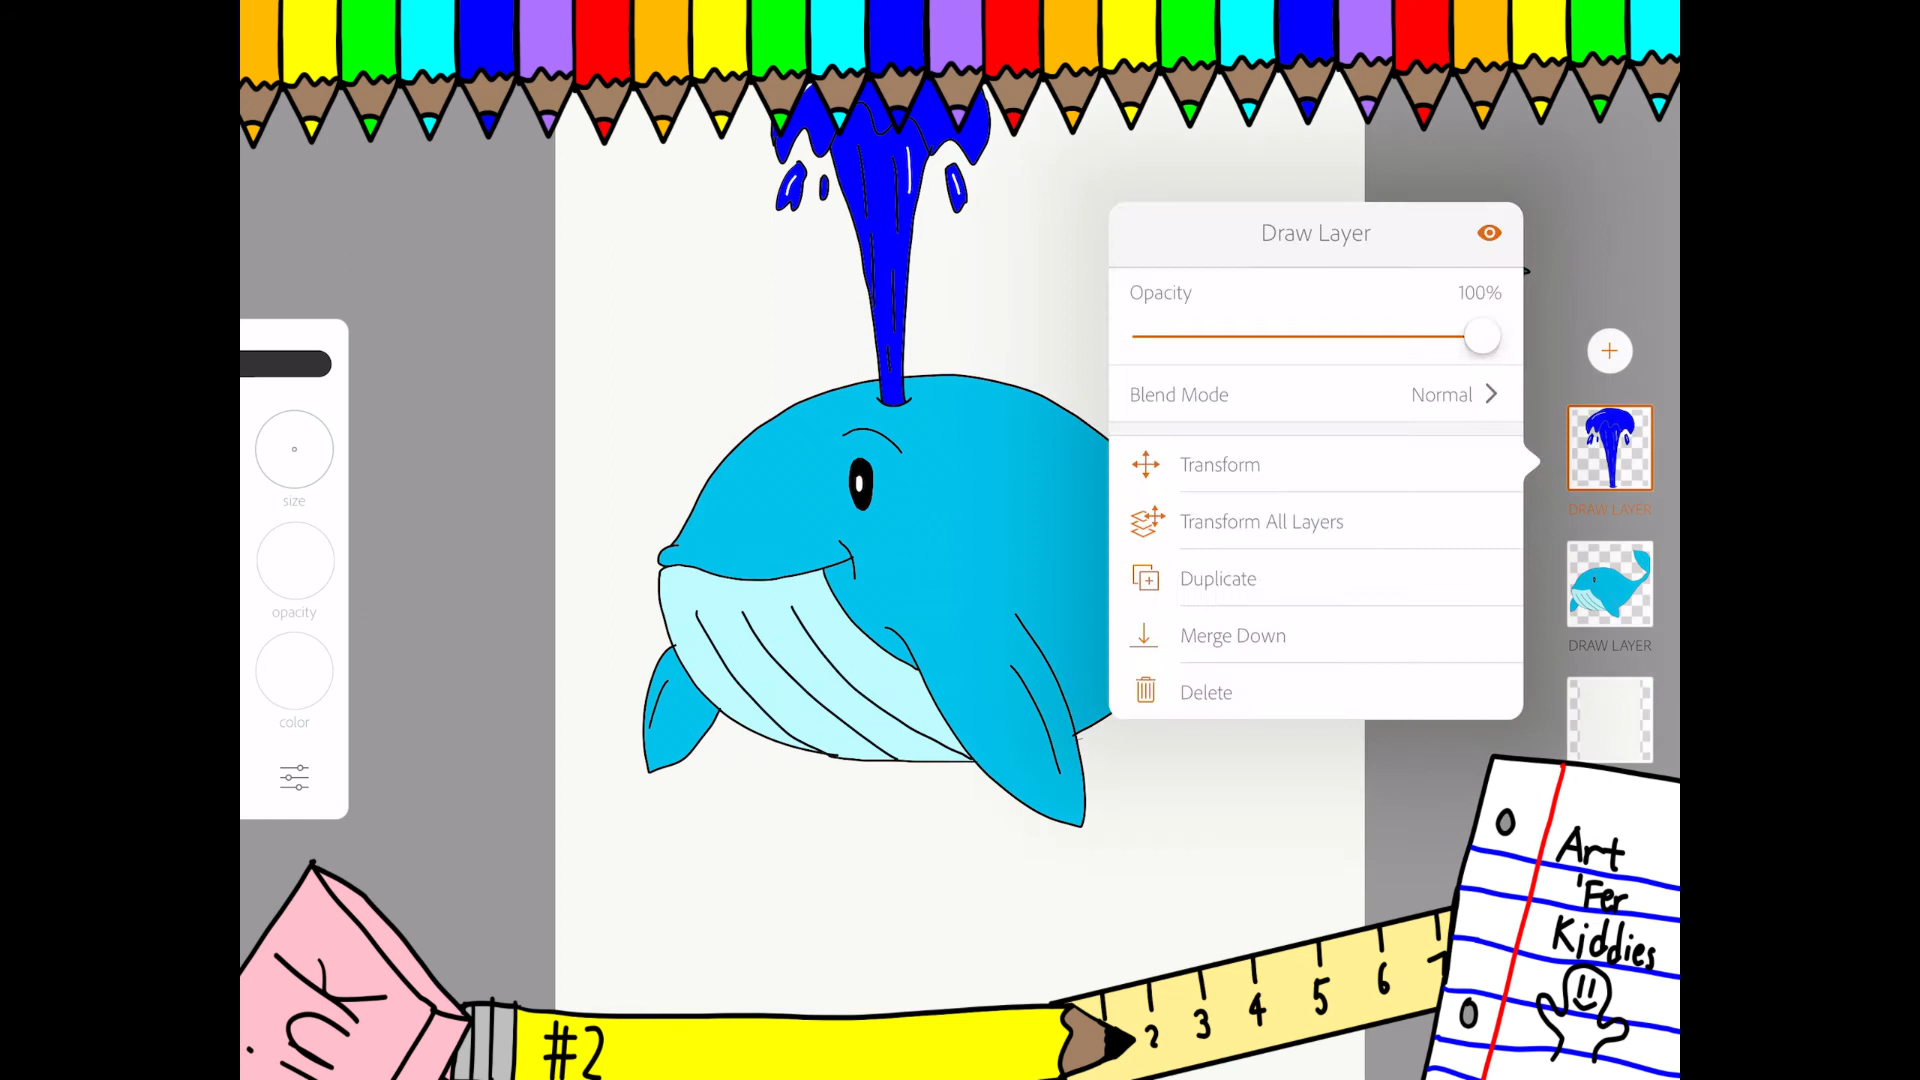 Draw Layer
Opacity 100%
Blend Mode Normal
Transform
Transform All Layers
Duplicate
Merge Down
Delete
size
opacity
color
DRAW LAYER
DRAW LAYER
Art
'Fer
Kiddies
ink
#2
2 3 4 5 6 7